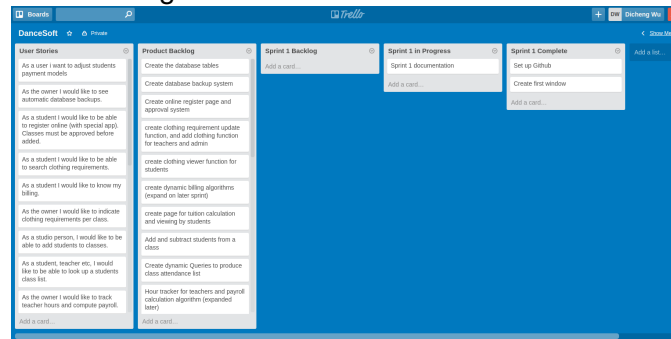 Boards
Trello
+
DW Dicheng Wu
DanceSoft
Private
Show Me
User Stories
As a user i want to adjust students
payment models
As the owner I would like to see
automatic database backups.
As a student I would like to be able
to register online (with special app).
Classes must be approved before
added.
As a student I would like to be able
to search clothing requirements.
As a student I would like to know my
billing.
As the owner I would like to indicate
clothing requirements per class.
As a studio person, I would like to be
able to add students to classes.
As a student, teacher etc, I would
like to be able to look up a students
class list.
As the owner I would like to track
teacher hours and compute payroll.
Add a card...
Product Backlog
Create the database tables
Create database backup system
Create online register page and
approval system
create clothing requirement update
function, and add clothing function
for teachers and admin
create clothing viewer function for
students
create dynamic billing algorithms
(expand on later sprint)
create page for tuition calculation
and viewing by students
Add and subtract students from a
class
Create dynamic Queries to produce
class attendance list
Hour tracker for teachers and payroll
calculation algorithm (expanded
later)
Add a card...
Sprint 1 Backlog
Add a card...
Sprint 1 in Progress
Sprint 1 documentation
Add a card...
Sprint 1 Complete
Set up Github
Create first window
Add a card...
Add a list...